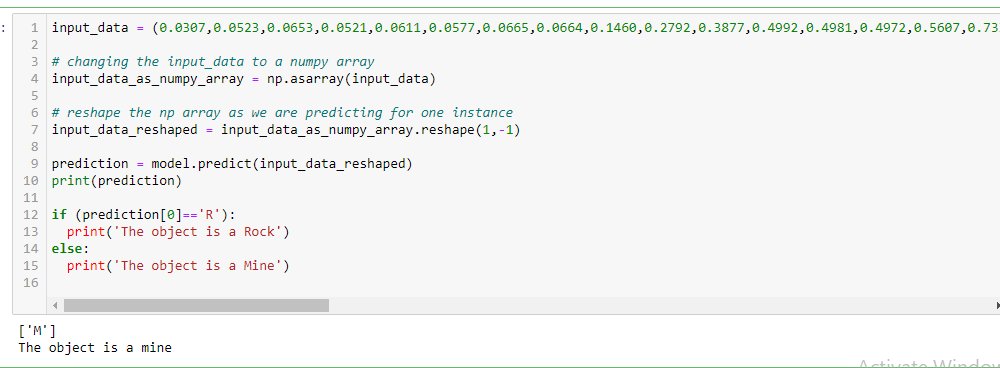 :
1 input_data = (0.0307,0.0523,0.0653,0.0521,0.0611,0.0577,0.0665,0.0664,0.1460,0.2792,0.3877,0.4992,0.4981,0.4972,0.5607,0.73
2
3 # changing the input_data to a numpy array
4 input_data_as_numpy_array = np.asarray(input_data)
5
6 # reshape the np array as we are predicting for one instance
7 input_data_reshaped = input_data_as_numpy_array.reshape(1,-1)
8
9 prediction = model.predict(input_data_reshaped)
10 print(prediction)
11
12 if (prediction[0]=='R'):
13 print('The object is a Rock')
14 else:
15 print('The object is a Mine')
16
['M']
The object is a mine
Activate Window